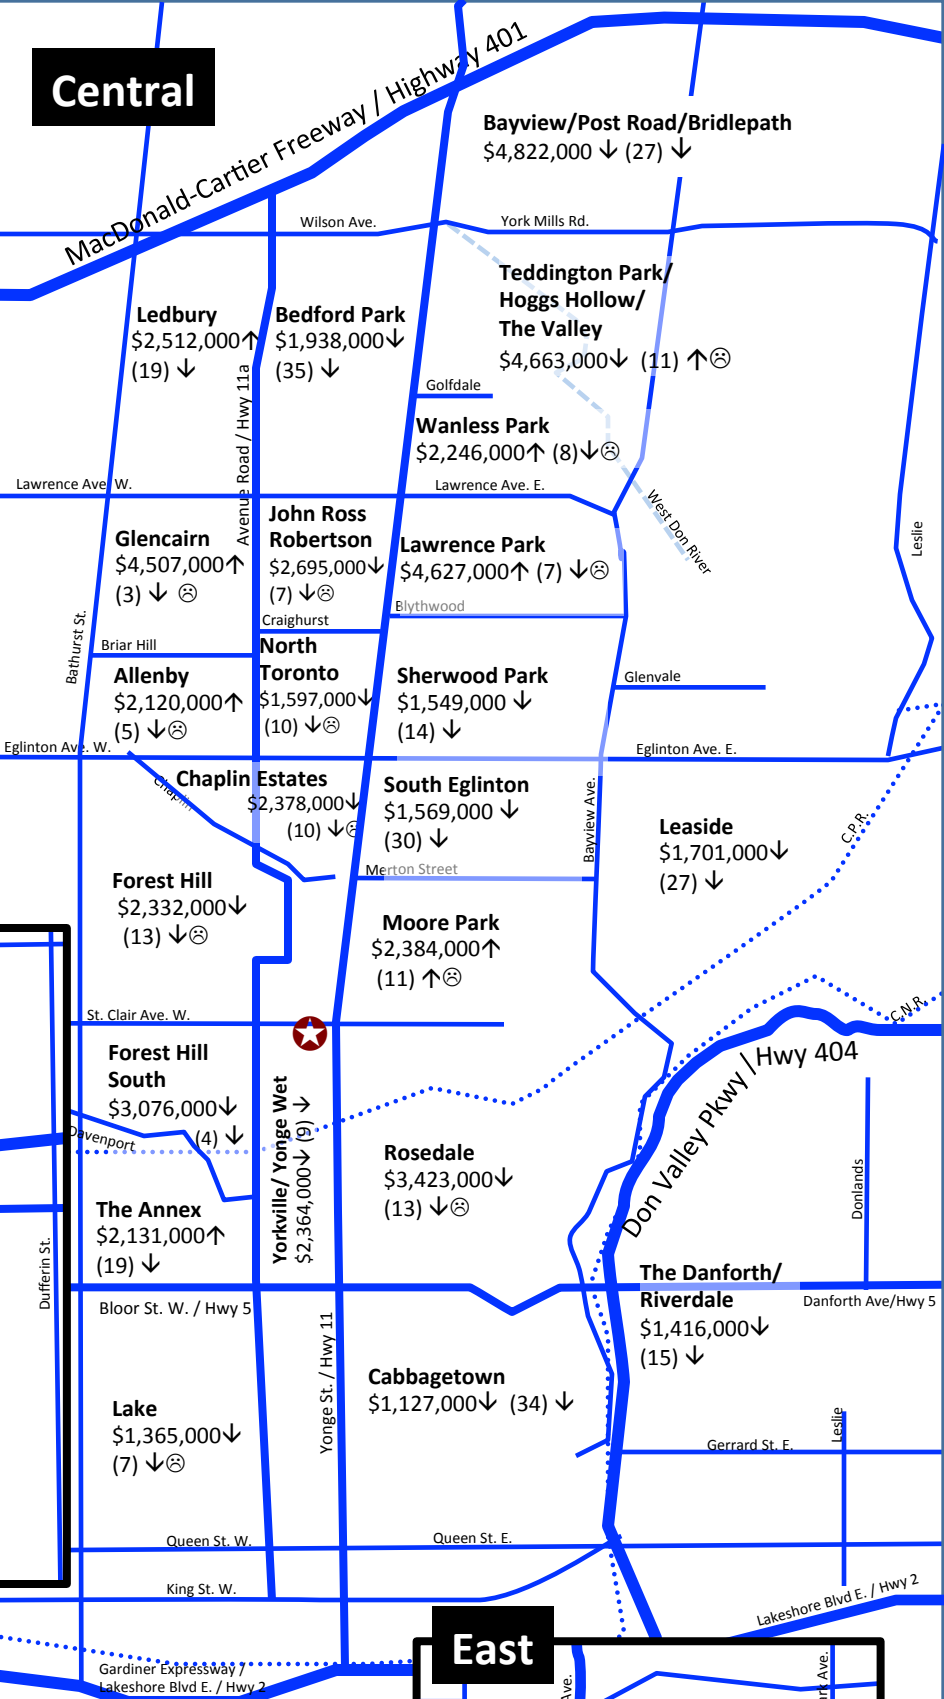 Central
MacDonald-Cartier Freeway / Highway 401
Bayview/Post Road/Bridlepath
$4,822,000 ↓ (27) ↓
Wilson Ave.
York Mills Rd.
Teddington Park/
Hoggs Hollow/
The Valley
$4,663,000↓ (11) ↑☹
Ledbury
$2,512,000↑
(19) ↓
Bedford Park
$1,938,000↓
(35) ↓
Golfdale
Wanless Park
$2,246,000↑ (8)↓☹
Avenue Road / Hwy 11a
Lawrence Ave. W.
Lawrence Ave. E.
West Don River
Leslie
Glencairn
$4,507,000↑
(3) ↓ ☹
John Ross
Robertson
$2,695,000↓
(7) ↓☹
Lawrence Park
$4,627,000↑ (7) ↓☹
Blythwood
Craighurst
Bathurst St.
Briar Hill
North
Toronto
$1,597,000↓
(10) ↓☹
Allenby
$2,120,000↑
(5) ↓☹
Sherwood Park
$1,549,000 ↓
(14) ↓
Glenvale
Eglinton Ave. W.
Eglinton Ave. E.
Chaplin
Chaplin Estates
$2,378,000↓
(10) ↓☹
South Eglinton
$1,569,000 ↓
(30) ↓
Bayview Ave.
Leaside
$1,701,000↓
(27) ↓
C.P.R.
Merton Street
Forest Hill
$2,332,000↓
(13) ↓☹
Moore Park
$2,384,000↑
(11) ↑☹
St. Clair Ave. W.
C.N.R.
Don Valley Pkwy / Hwy 404
Forest Hill
South
$3,076,000↓
(4) ↓
Davenport
Yorkville/ Yonge Wet
$2,364,000↓ (9) ↓
Rosedale
$3,423,000↓
(13) ↓☹
Donlands
The Annex
$2,131,000↑
(19) ↓
Dufferin St.
Bloor St. W. / Hwy 5
The Danforth/
Riverdale
$1,416,000↓
(15) ↓
Danforth Ave/Hwy 5
Yonge St. / Hwy 11
Cabbagetown
$1,127,000↓ (34) ↓
Lake
$1,365,000↓
(7) ↓☹
Leslie
Gerrard St. E.
Queen St. W.
Queen St. E.
King St. W.
Lakeshore Blvd E. / Hwy 2
East
Gardiner Expressway /
Lakeshore Blvd E. / Hwy 2
Ave.
Ave.